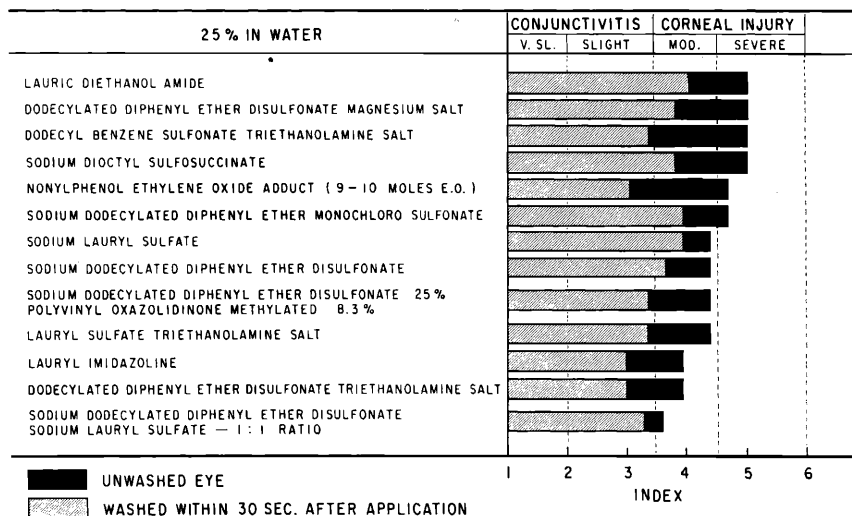 25% IN WATER
CONJUNCTIVITIS
CORNEAL INJURY
V. SL.
SLIGHT
MOD.
SEVERE
LAURIC DIETHANOL AMIDE
DODECYLATED DIPHENYL ETHER DISULFONATE MAGNESIUM SALT
DODECYL BENZENE SULFONATE TRIETHANOLAMINE SALT
SODIUM DIOCTYL SULFOSUCCINATE
NONYLPHENOL ETHYLENE OXIDE ADDUCT (9-10 MOLES E.O.)
SODIUM DODECYLATED DIPHENYL ETHER MONOCHLORO SULFONATE
SODIUM LAURYL SULFATE
SODIUM DODECYLATED DIPHENYL ETHER DISULFONATE
SODIUM DODECYLATED DIPHENYL ETHER DISULFONATE 25%
POLYVINYL OXAZOLIDINONE METHYLATED 8.3%
LAURYL SULFATE TRIETHANOLAMINE SALT
LAURYL IMIDAZOLINE
DODECYLATED DIPHENYL ETHER DISULFONATE TRIETHANOLAMINE SALT
SODIUM DODECYLATED DIPHENYL ETHER DISULFONATE
SODIUM LAURYL SULFATE — 1:1 RATIO
1 2 3 4 5 6
INDEX
UNWASHED EYE
WASHED WITHIN 30 SEC. AFTER APPLICATION